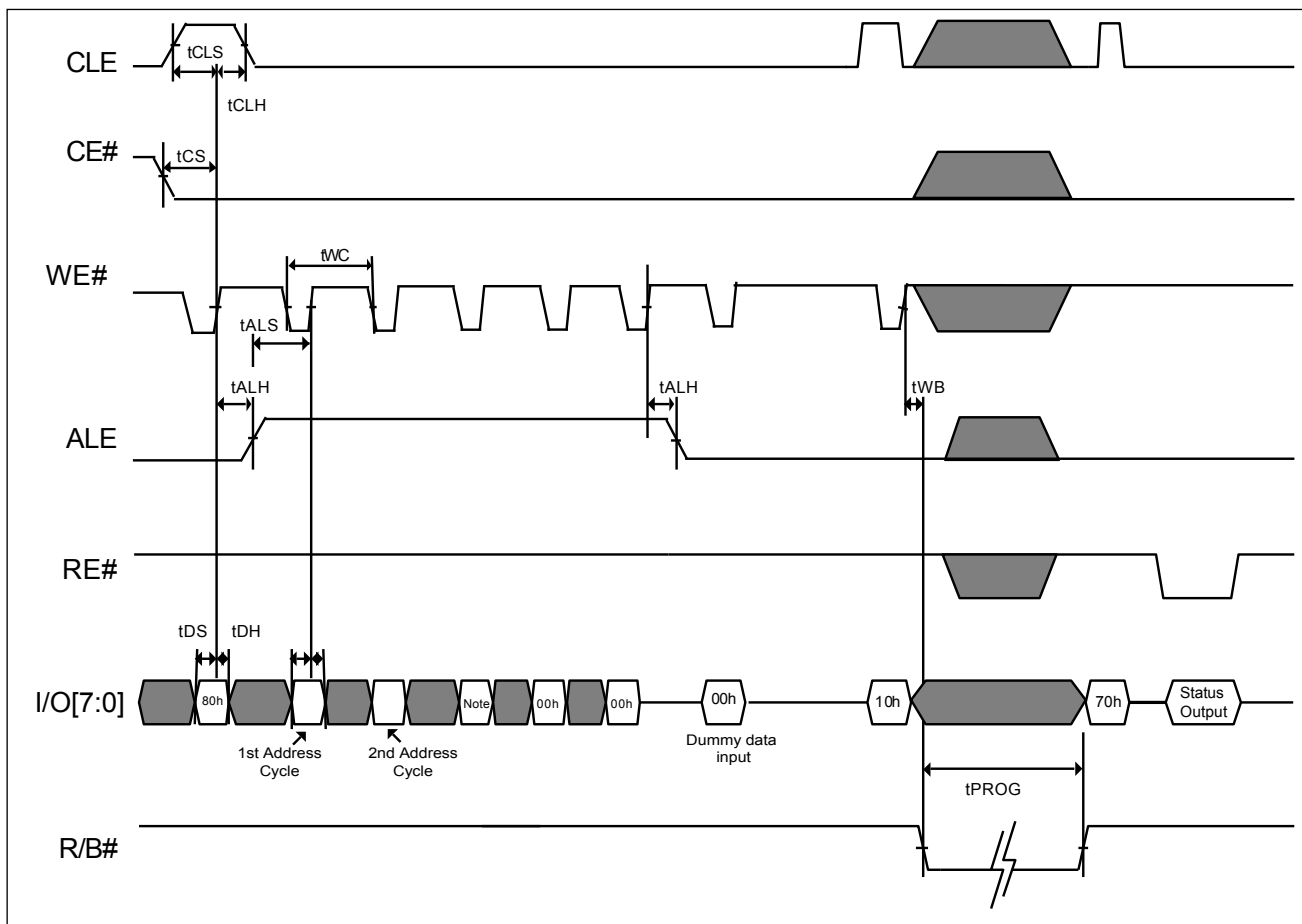 CLE
tCLS
tCLH
CE#
tCS
WE#
tWC
tALS
tALH
tALH
tWB
ALE
RE#
tDS
tDH
I/O[7:0]
80h
Note
00h
00h
00h
10h
70h
Status
Output
1st Address
Cycle
2nd Address
Cycle
Dummy data
input
tPROG
R/B#